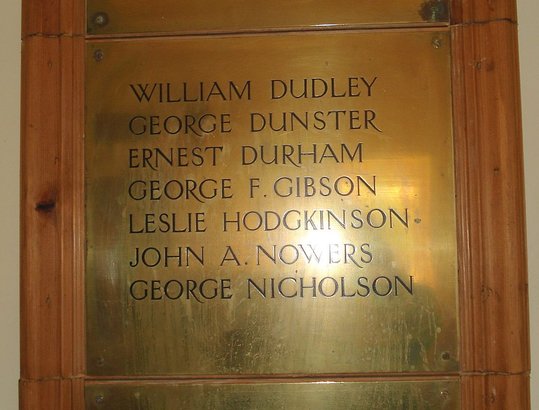 WILLIAM DUDLEY
GEORGE DUNSTER
ERNEST DURHAM
GEORGE F. GIBSON
LESLIE HODGKINSON
JOHN A. NOWERS
GEORGE NICHOLSON